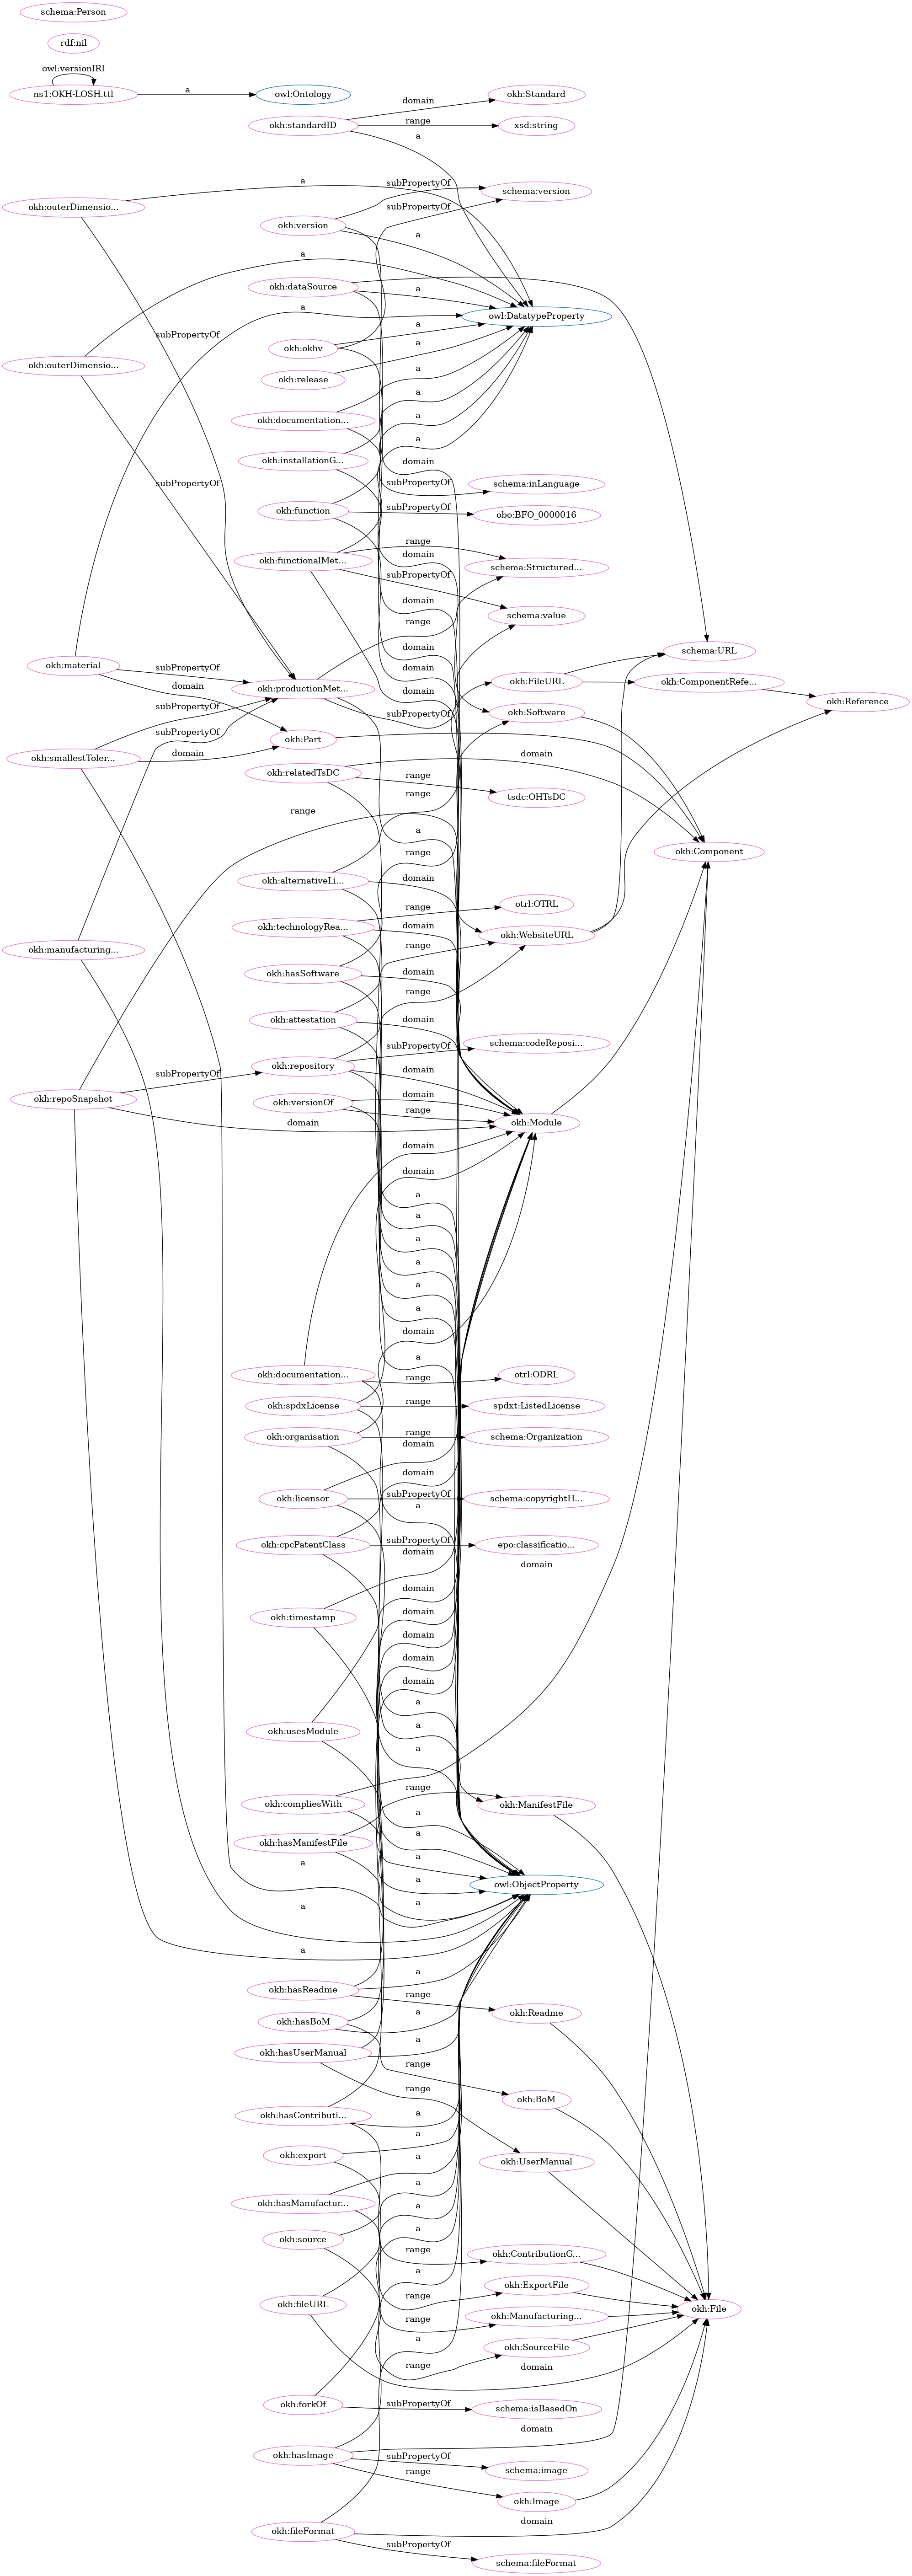 schema:Person
rdf:nil
owl:versionIRI
ns1:OKH-LOSH.ttl
a
owl:Ontology
okh:Standard
domain
okh:standardID
range
xsd:string
a
a
subPropertyOf
schema:version
okh:outerDimensio...
subPropertyOf
okh:version
a
a
okh:dataSource
a
a
owl:DatatypeProperty
a
subPropertyOf
a
okh:okhv
okh:outerDimensio...
a
okh:release
a
okh:documentation...
a
a
okh:installationG...
domain
subPropertyOf
schema:inLanguage
subPropertyOf
okh:function
subPropertyOf
obo:BFO_0000016
range
domain
okh:functionalMet...
schema:Structured...
subPropertyOf
domain
schema:value
range
domain
schema:URL
okh:material
subPropertyOf
domain
okh:FileURL
okh:ComponentRefe...
domain
okh:productionMet...
domain
okh:Reference
subPropertyOf
subPropertyOf
okh:Software
subPropertyOf
okh:Part
domain
domain
okh:smallestToler...
okh:relatedTsDC
range
range
tsdc:OHTsDC
range
a
okh:Component
range
okh:alternativeLi...
domain
otrl:OTRL
range
okh:technologyRea...
domain
okh:WebsiteURL
range
okh:manufacturing...
okh:hasSoftware
domain
range
okh:attestation
domain
schema:codeReposi...
subPropertyOf
okh:repository
domain
subPropertyOf
okh:repoSnapshot
domain
okh:versionOf
range
domain
okh:Module
domain
domain
a
a
a
a
a
a
domain
a
okh:documentation...
range
otrl:ODRL
okh:spdxLicense
range
spdxt:ListedLicense
range
okh:organisation
schema:Organization
domain
domain
okh:licensor
subPropertyOf
schema:copyrightH...
a
subPropertyOf
okh:cpcPatentClass
epo:classificatio...
domain
domain
domain
domain
okh:timestamp
domain
domain
domain
a
a
okh:usesModule
a
range
okh:compliesWith
okh:ManifestFile
a
a
okh:hasManifestFile
a
a
a
owl:ObjectProperty
a
a
a
a
okh:hasReadme
range
okh:Readme
a
okh:hasBoM
a
okh:hasUserManual
range
range
okh:BoM
a
okh:hasContributi...
a
okh:export
a
okh:UserManual
a
okh:hasManufactur...
a
a
okh:source
range
okh:ContributionG...
a
okh:ExportFile
range
okh:fileURL
okh:File
range
okh:Manufacturing...
a
okh:SourceFile
range
domain
okh:forkOf
subPropertyOf
schema:isBasedOn
domain
okh:hasImage
subPropertyOf
schema:image
range
okh:Image
domain
okh:fileFormat
subPropertyOf
schema:fileFormat